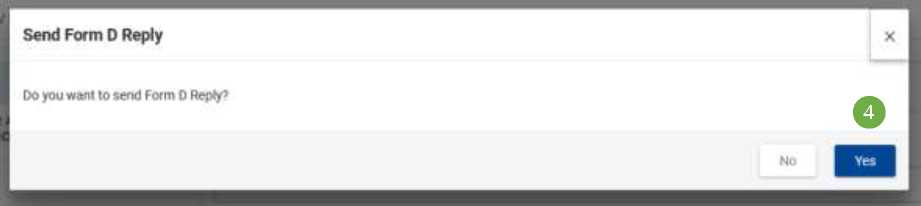 Send Form D Reply
×
Do you want to send Form D Reply?
4
No
Yes